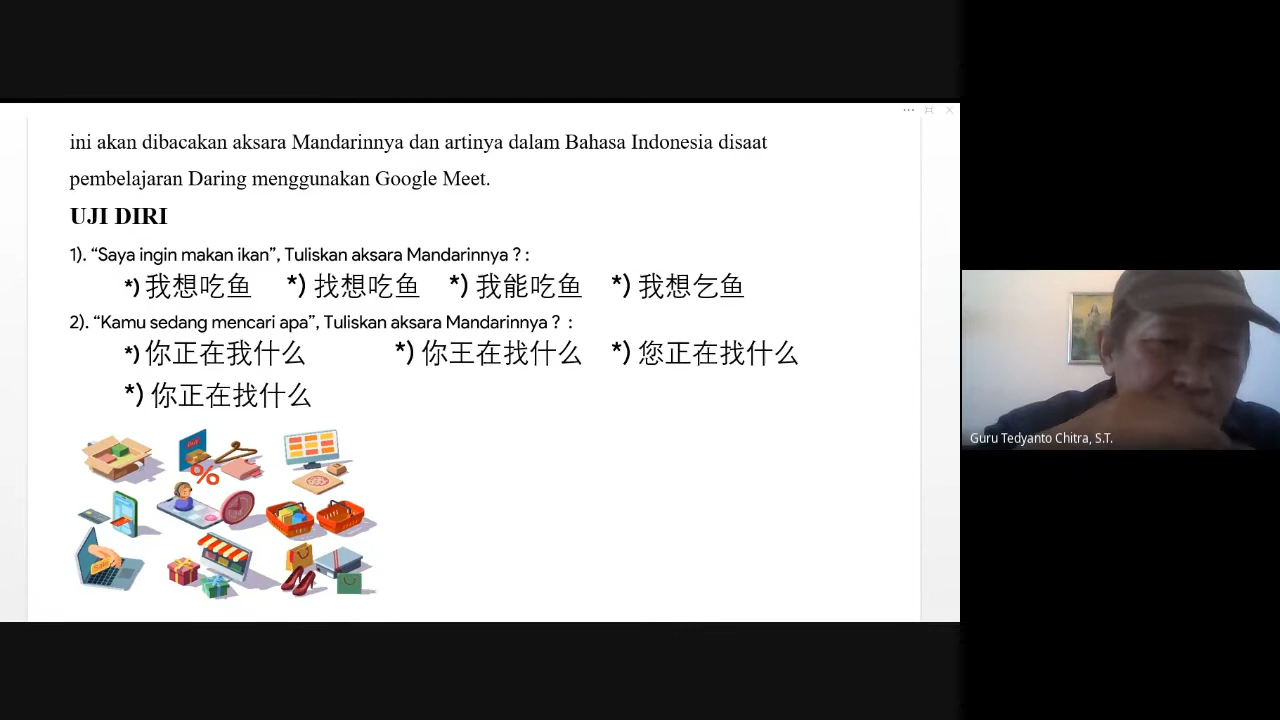 ini akan dibacakan aksara Mandarinnya dan artinya dalam Bahasa Indonesia disaat
pembelajaran Daring menggunakan Google Meet.
UJI DIRI
1). “Saya ingin makan ikan”, Tuliskan aksara Mandarinnya ? :
*) 我想吃鱼 *) 找想吃鱼 *) 我能吃鱼 *) 我想乞鱼
2). “Kamu sedang mencari apa”, Tuliskan aksara Mandarinnya ? :
*) 你正在我什么 *) 你王在找什么 *) 您正在找什么
*) 你正在找什么
%
Guru Tedyanto Chitra, S.T.